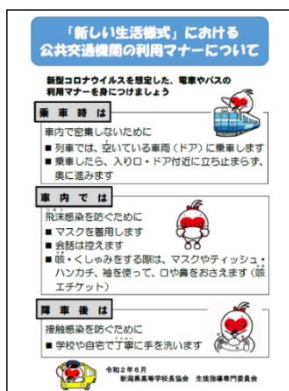 「新しい生活様式」における
公共交通機関の利用マナーについて
新型コロナウイルスを想定した、電車やバスの
利用マナーを身につけましょう
乗車時は
車内で密集しないために
■ 列車では、空いている車両(ドア)に乗車します
■ 乗車したら、入り口・ドア付近に立ち止まらず、
奥に進みます
車内では
飛沫感染を防ぐために
■ マスクを着用します
■ 会話は控えます
■ 咳・くしゃみをする際は、マスクやティッシュ・
ハンカチ、袖を使って、口や鼻をおさえます(咳
エチケット)
降車後は
接触感染を防ぐために
■ 学校や自宅で丁寧に手を洗います
令和2年6月
新潟県高等学校長協会 生徒指導専門委員会